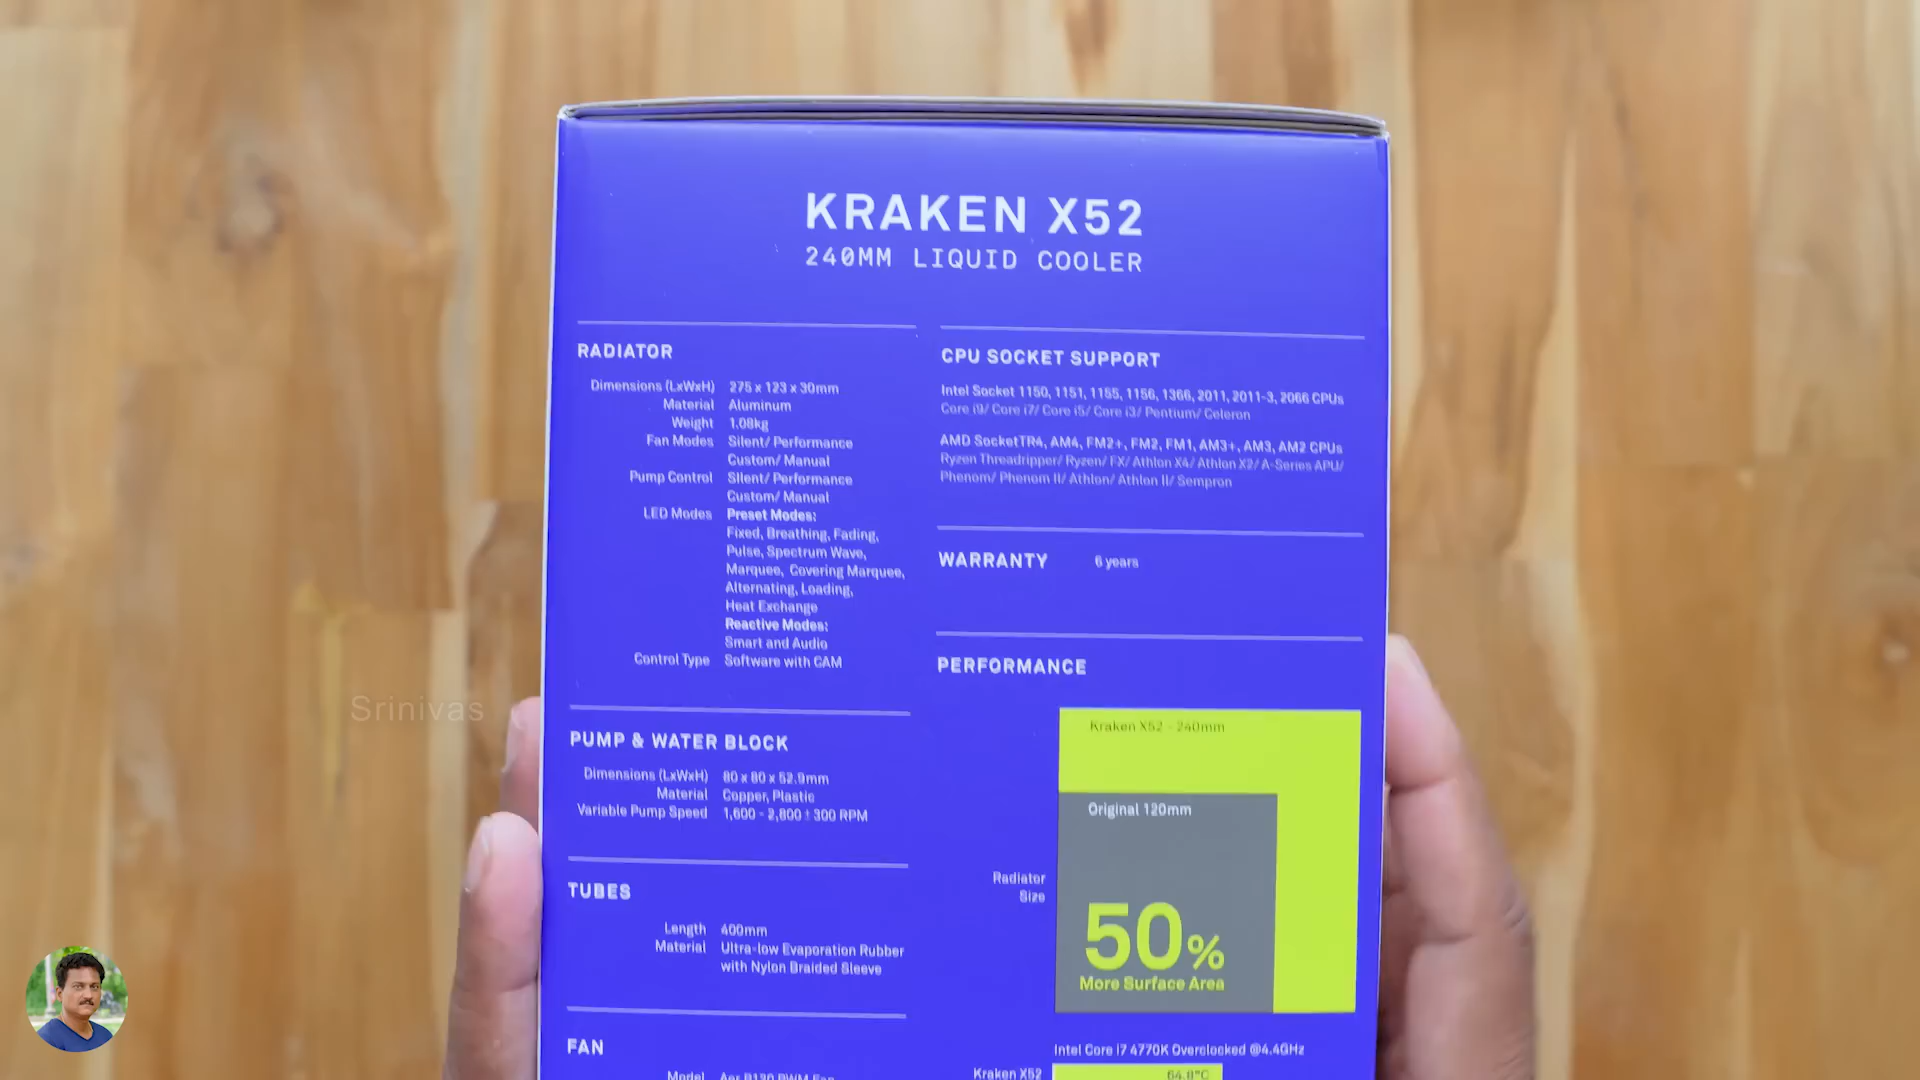 KRAKEN X52
240MM LIQUID COOLER
RADIATOR
Dimensions (LxWxH) 275 x 123 x 30mm
Material Aluminum
Weight 1.08kg
Fan Modes Silent/ Performance
Custom/ Manual
Pump Control Silent/ Performance
Custom/ Manual
LED Modes Preset Modes:
Fixed, Breathing, Fading,
Pulse, Spectrum Wave,
Marquee, Covering Marquee,
Alternating, Loading,
Heat Exchange
Reactive Modes:
Smart and Audio
Control Type Software with CAM
PUMP & WATER BLOCK
Dimensions (LxWxH) 80 x 80 x 52.9mm
Material Copper, Plastic
Variable Pump Speed 1,600 - 2,800 ± 300 RPM
TUBES
Length 400mm
Material Ultra-low Evaporation Rubber
with Nylon Braided Sleeve
FAN
Model Aer P120 PWM Fan
CPU SOCKET SUPPORT
Intel Socket 1150, 1151, 1155, 1156, 1366, 2011, 2011-3, 2066 CPUs
Core i9/ Core i7/ Core i5/ Core i3/ Pentium/ Celeron
AMD SocketTR4, AM4, FM2+, FM2, FM1, AM3+, AM3, AM2 CPUs
Ryzen Threadripper/ Ryzen/ FX/ Athlon X4/ Athlon X2/ A-Series APU/
Phenom/ Phenom II/ Athlon/ Athlon II/ Sempron
WARRANTY 6 years
PERFORMANCE
Kraken X52 - 240mm
Original 120mm
Radiator
Size
50%
More Surface Area
Intel Core i7 4770K Overclocked @4.4GHz
Kraken X52 64.8°C
Srinivas